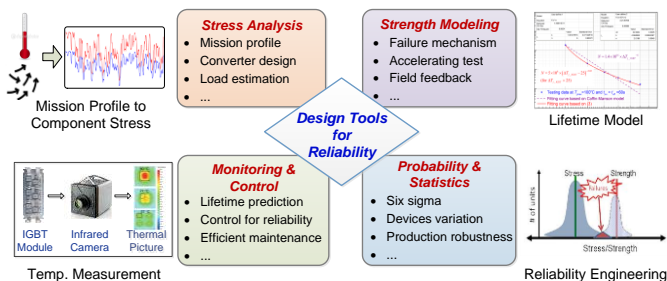 Stress Analysis
• Mission profile
• Converter design
• Load estimation
• ...
Strength Modeling
• Failure mechanism
• Accelerating test
• Field feedback
• ...
Mission Profile to
Component Stress
Lifetime Model
Design Tools
for
Reliability
Monitoring &
Control
• Lifetime prediction
• Control for reliability
• Efficient maintenance
• ...
Probability &
Statistics
• Six sigma
• Devices variation
• Production robustness
• ...
IGBT
Module
Infrared
Camera
Thermal
Picture
Temp. Measurement
Stress
Strength
Failures
# of units
Stress/Strength
Reliability Engineering